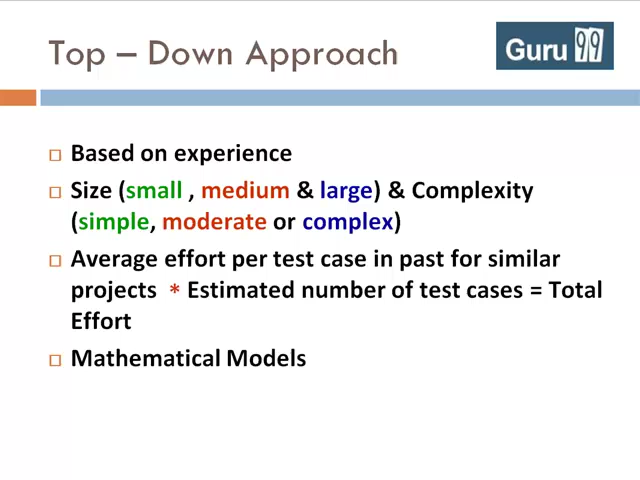 Top – Down Approach
Guru 99
Based on experience
Size (small , medium & large) & Complexity
(simple, moderate or complex)
Average effort per test case in past for similar
projects * Estimated number of test cases = Total
Effort
Mathematical Models